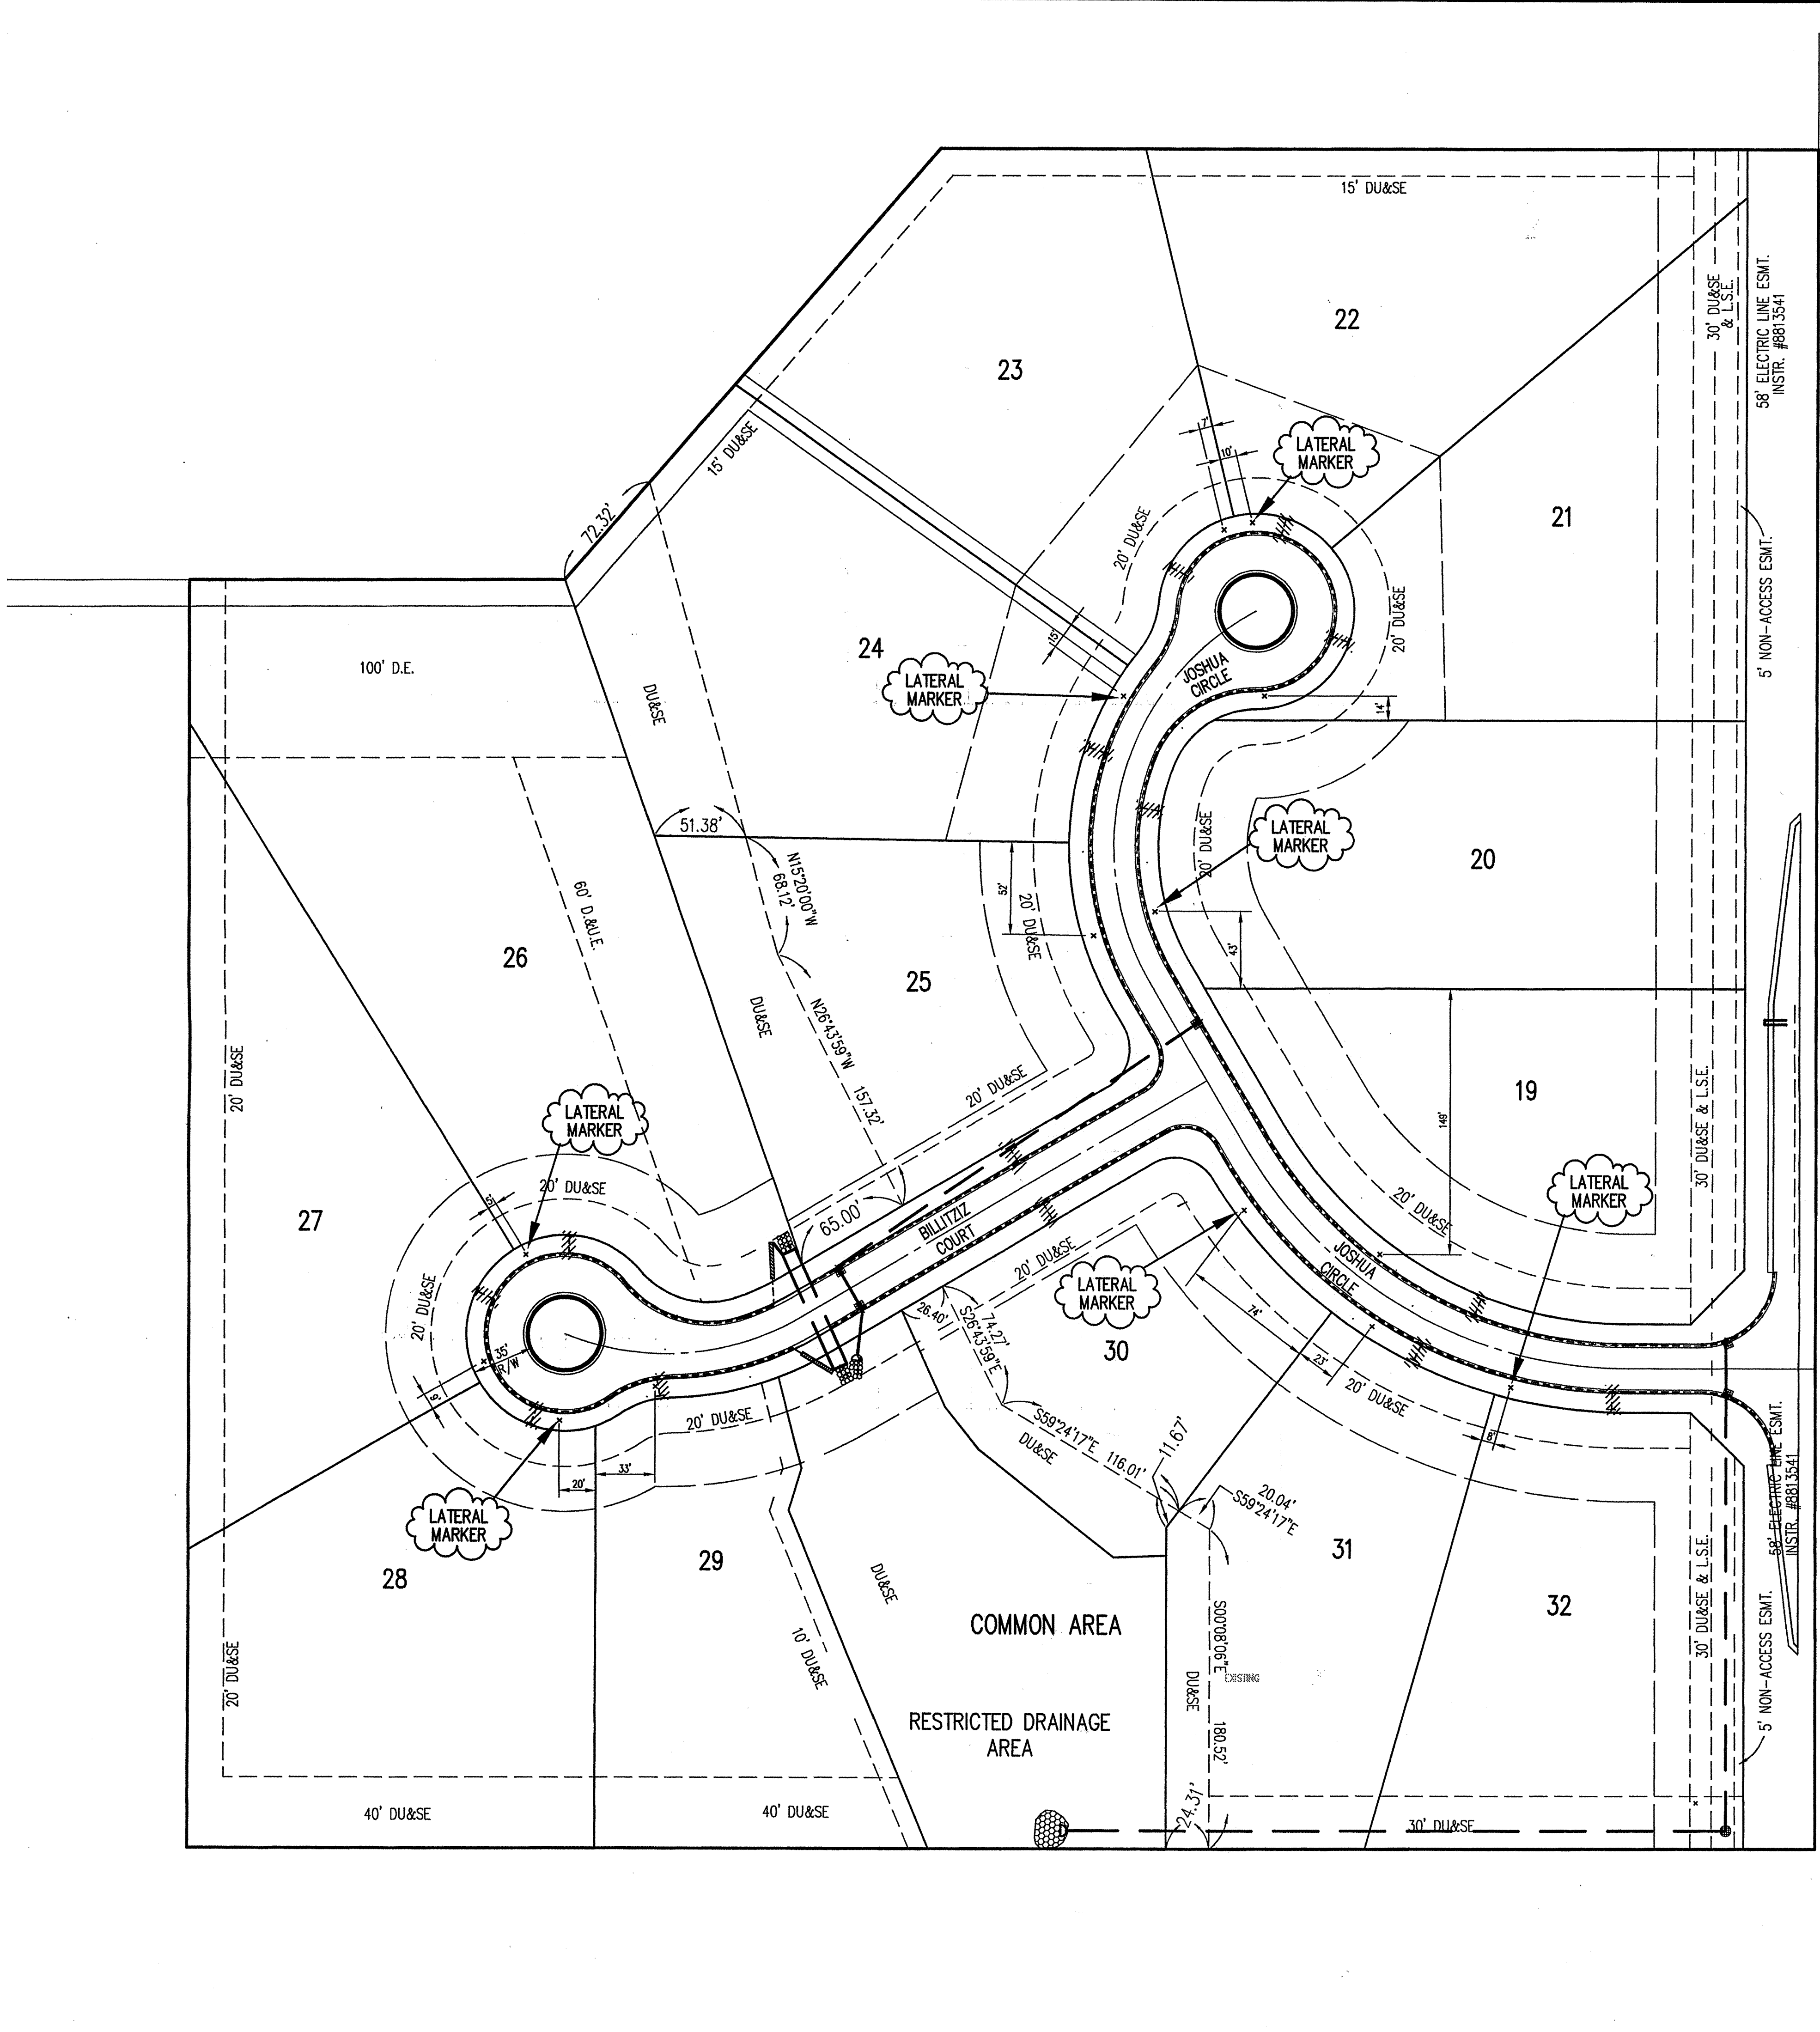 15' DU&SE
30' DU&SE
& L.S.E.
58' ELECTRIC LINE ESMT.
INSTR. #8813541
22
23
7'
10'
LATERAL
MARKER
15' DU&SE
72.32'
20' DU&SE
21
5' NON-ACCESS ESMT.
20' DU&SE
100' D.E.
24
15'
LATERAL
MARKER
JOSHUA
CIRCLE
14'
DU&SE
51.38'
N15°20'00"W
68.12'
52'
20' DU&SE
20' DU&SE
LATERAL
MARKER
20
43'
60' D.&U.E.
26
25
DU&SE
N26°43'59"W 157.32'
20' DU&SE
20' DU&SE
19
149'
30' DU&SE & L.S.E.
LATERAL
MARKER
20' DU&SE
27
65.00'
BILLITZIZ
COURT
20' DU&SE
LATERAL
MARKER
20' DU&SE
LATERAL
MARKER
JOSHUA
CIRCLE
20' DU&SE
35'
R/W
26.40'
74.27'
S26°43'59"E
30
74'
23'
20' DU&SE
8'
9'
20' DU&SE
S59°24'17"E 116.01'
DU&SE
11.67'
20.04'
S59°24'17"E
33'
20'
LATERAL
MARKER
58' ELECTRIC LINE ESMT.
INSTR. #8813541
28
29
31
32
DU&SE
COMMON AREA
30' DU&SE & L.S.E.
5' NON-ACCESS ESMT.
20' DU&SE
10' DU&SE
S00°08'06"E 180.52'
EXISTING
DU&SE
RESTRICTED DRAINAGE
AREA
40' DU&SE
40' DU&SE
24.31'
30' DU&SE